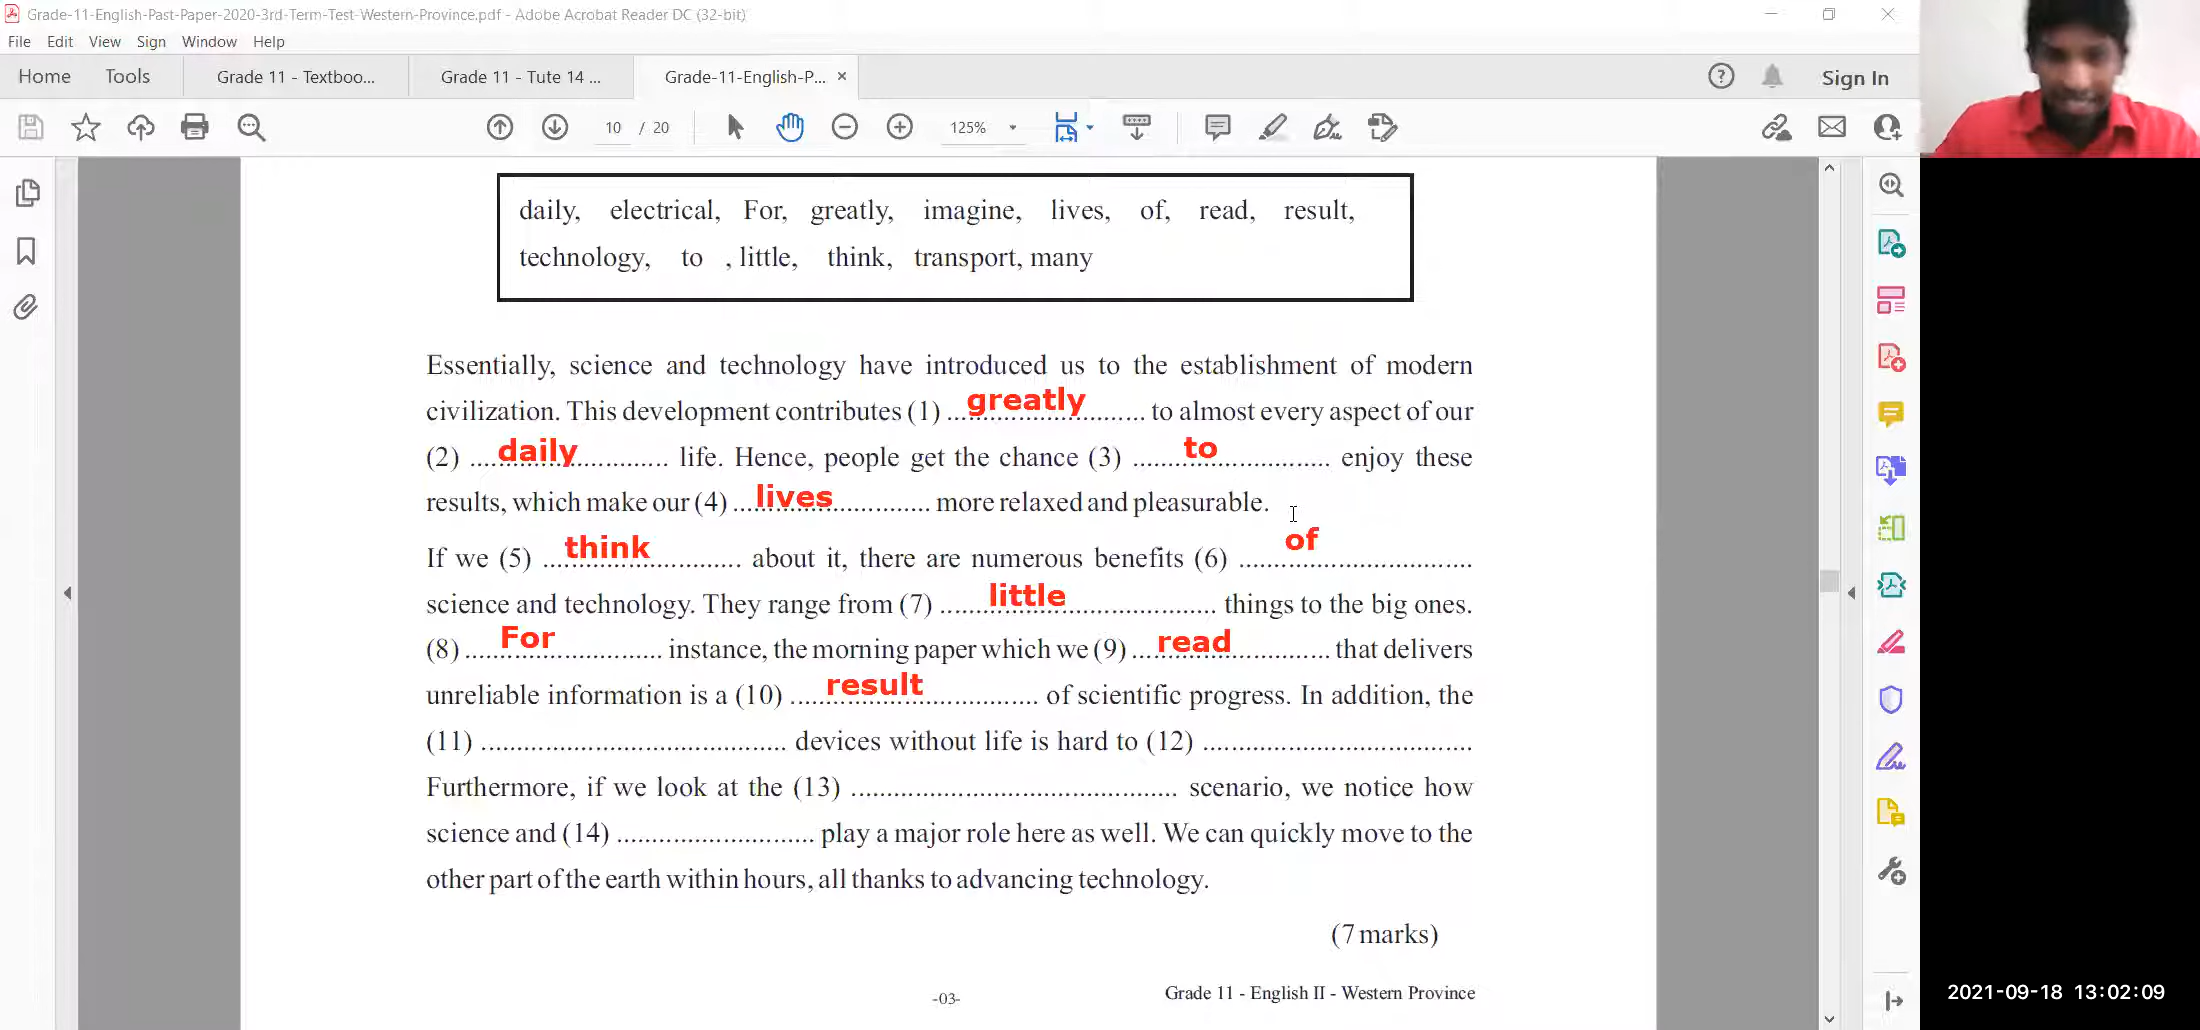 Grade-11-English-Past-Paper-2020-3rd-Term-Test-Western-Province.pdf - Adobe Acrobat Reader DC (32-bit)
File Edit View Sign Window Help
Home Tools Grade 11 - Textboo... Grade 11 - Tute 14 ... Grade-11-English-P... × Sign In
10 / 20 125%
daily, electrical, For, greatly, imagine, lives, of, read, result,
technology, to , little, think, transport, many
Essentially, science and technology have introduced us to the establishment of modern
civilization. This development contributes (1) ....greatly.... to almost every aspect of our
(2) ....daily.... life. Hence, people get the chance (3) ....to.... enjoy these
results, which make our (4) ....lives.... more relaxed and pleasurable.
If we (5) ....think.... about it, there are numerous benefits (6) ....of....
science and technology. They range from (7) ....little.... things to the big ones.
(8) ....For.... instance, the morning paper which we (9) ....read.... that delivers
unreliable information is a (10) ....result.... of scientific progress. In addition, the
(11) ........................................... devices without life is hard to (12) ......................................
Furthermore, if we look at the (13) .............................................. scenario, we notice how
science and (14) ............................ play a major role here as well. We can quickly move to the
other part of the earth within hours, all thanks to advancing technology.
(7 marks)
-03- Grade 11 - English II - Western Province
2021-09-18 13:02:09